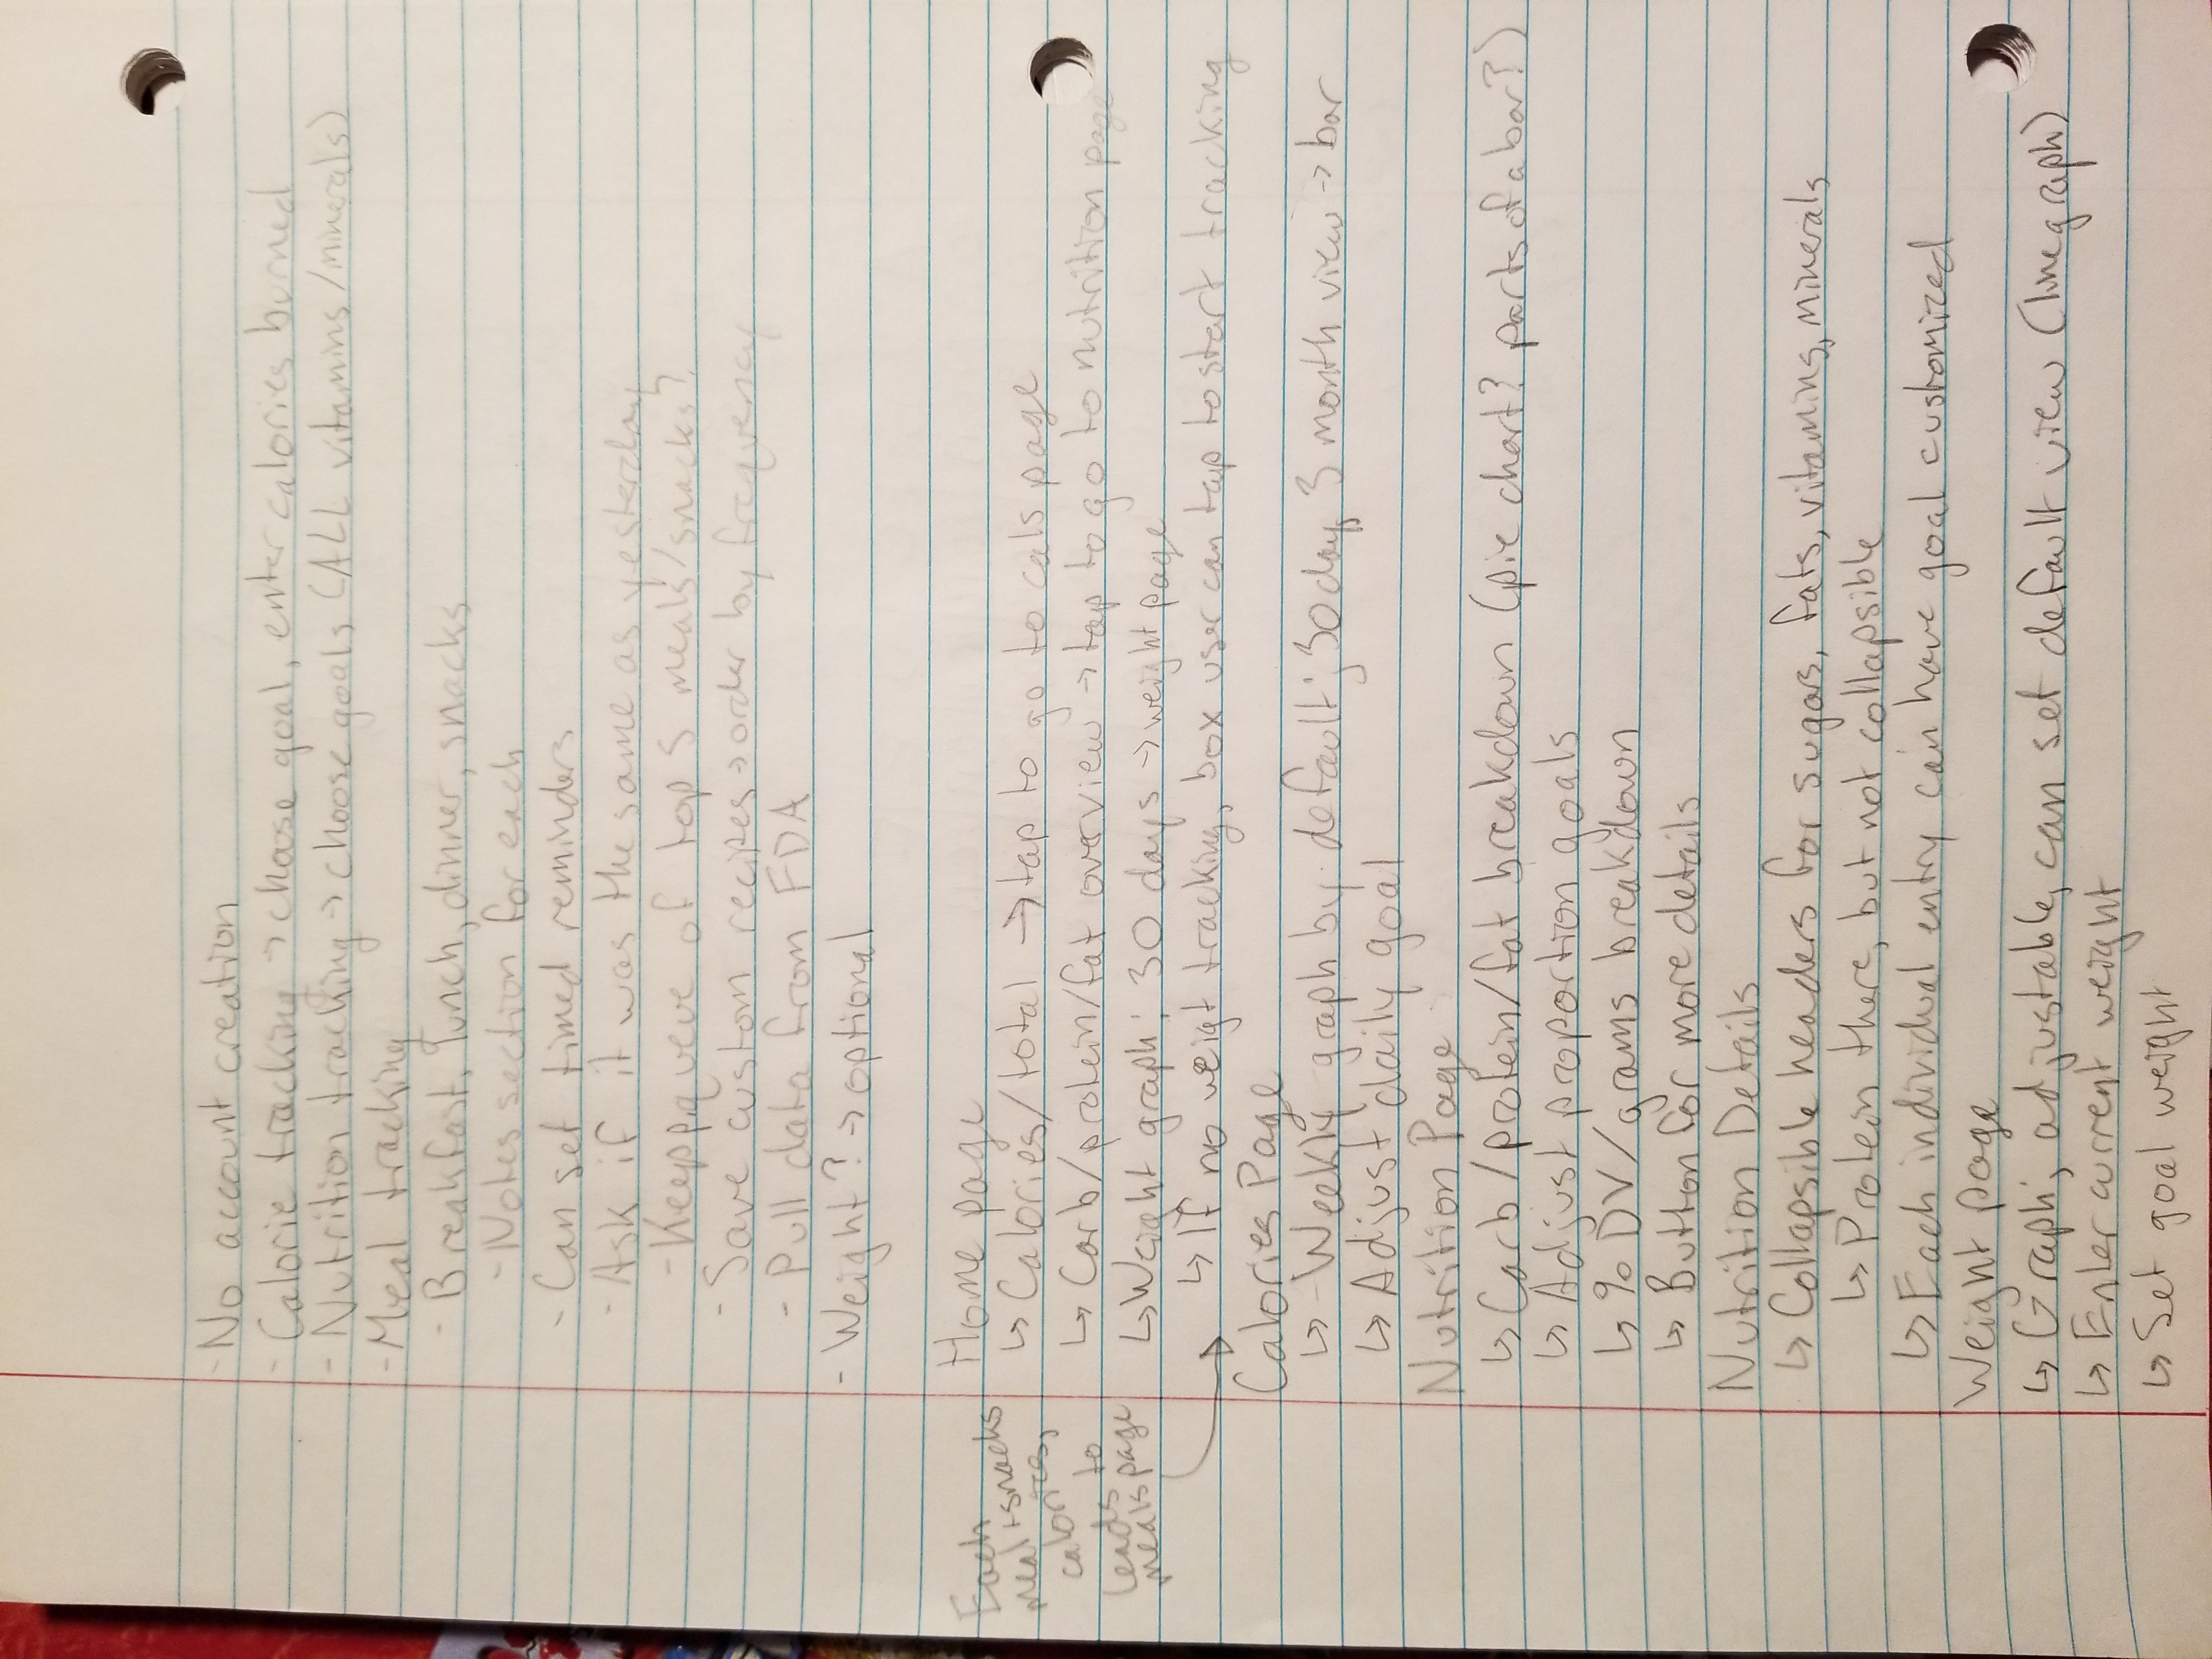 - No account creation
- Calorie tracking → choose goal, enter calories burned
- Nutrition tracking → choose goals (ALL vitamins/minerals)
- Meal tracking
- Breakfast, lunch, dinner, snacks
- Notes section for each
- Can set timed reminders
- Ask if it was the same as yesterday
- Keep queue of top 5 meals/snacks?
- Save custom recipes → order by frequency
- Pull data from FDA
- Weight? → optional
Home page
↳ Calories/total → tap to go to cals page
↳ Carb/protein/fat overview → tap to go to nutrition page
↳ Weight graph; 30 days → weight page
↳ If no weigt tracking, box user can tap to start tracking
Each
meal + snacks
calories,
leads to
meals page
Calories Page
↳ - Weekly graph by default; 30 day, 3 month view → bar
↳ Adjust daily goal
Nutrition Page
↳ Carb/protein/fat breakdown (pie chart? parts of a bar?)
↳ Adjust proportion goals
↳ % DV/grams breakdown
↳ Button for more details
Nutrition Details
↳ Collapsible headers for sugars, fats, vitamins, minerals
↳ Protein there, but not collapsible
↳ Each individual entry can have goal customized
Weight page
↳ Graph; adjustable, can set default view (linegraph)
↳ Enter current weight
↳ Set goal weight